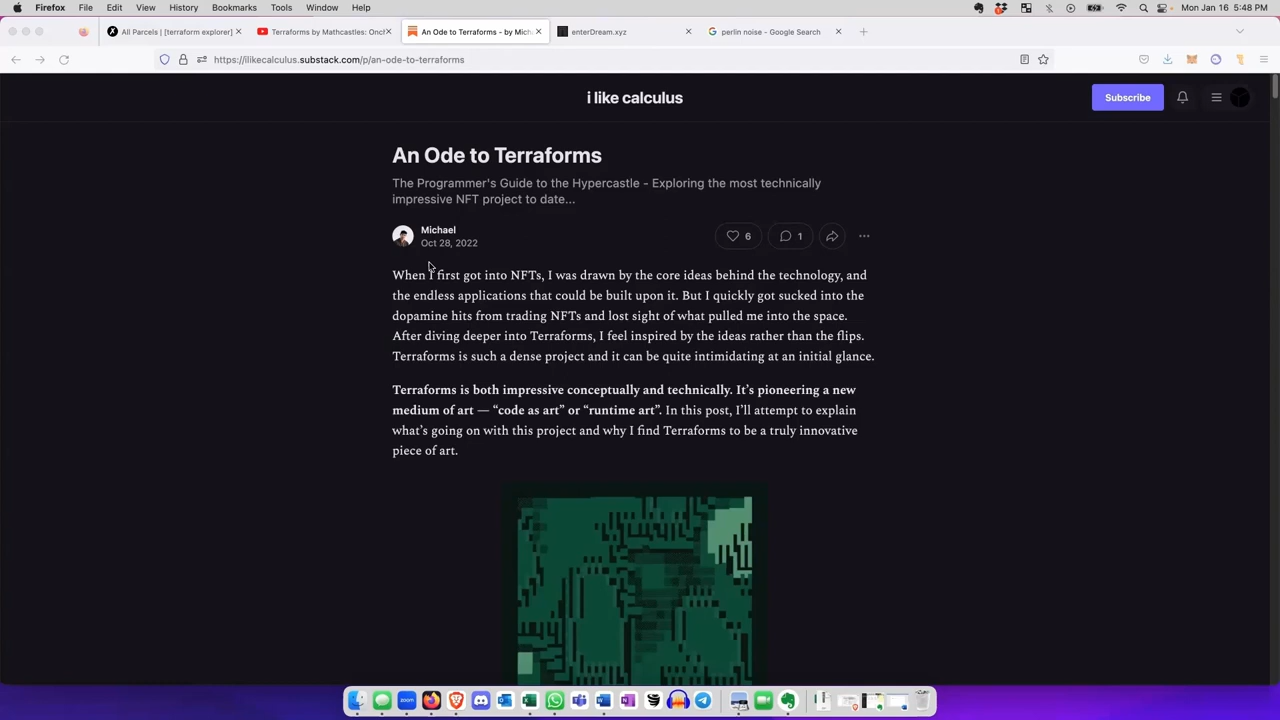 Firefox File Edit View History Bookmarks Tools Window Help Mon Jan 16 5:48 PM
All Parcels | [terraform explorer] Terraforms by Mathcastles: Onch An Ode to Terraforms - by Mich enterDream.xyz perlin noise - Google Search
https://ilikecalculus.substack.com/p/an-ode-to-terraforms
i like calculus
Subscribe
An Ode to Terraforms
The Programmer's Guide to the Hypercastle - Exploring the most technically
impressive NFT project to date...
Michael
Oct 28, 2022
6 1
When I first got into NFTs, I was drawn by the core ideas behind the technology, and
the endless applications that could be built upon it. But I quickly got sucked into the
dopamine hits from trading NFTs and lost sight of what pulled me into the space.
After diving deeper into Terraforms, I feel inspired by the ideas rather than the flips.
Terraforms is such a dense project and it can be quite intimidating at an initial glance.
Terraforms is both impressive conceptually and technically. It’s pioneering a new
medium of art — “code as art” or “runtime art”. In this post, I’ll attempt to explain
what’s going on with this project and why I find Terraforms to be a truly innovative
piece of art.
zoom